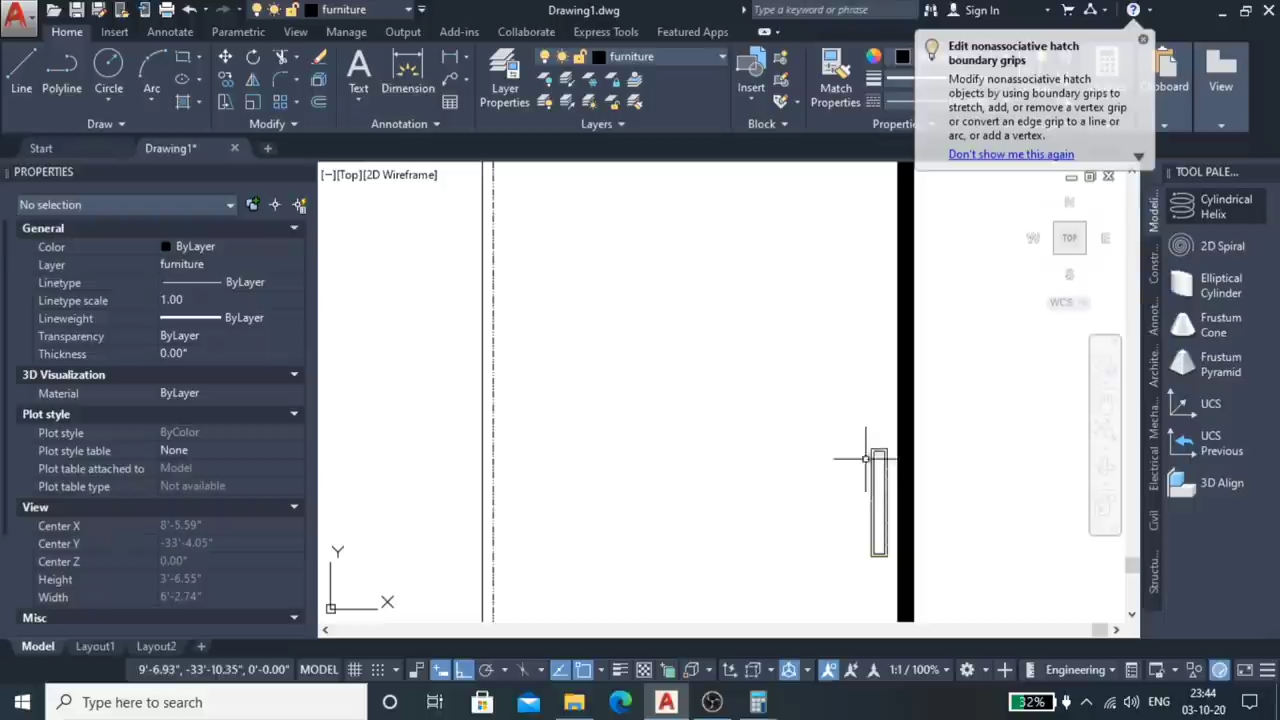 furniture
Drawing1.dwg
Type a keyword or phrase
Sign In
Home
Insert
Annotate
Parametric
View
Manage
Output
Add-ins
Collaborate
Express Tools
Featured Apps
Line
Polyline
Circle
Arc
Text
Dimension
Layer
Properties
furniture
Insert
Match
Properties
View
Draw
Modify
Annotation
Layers
Block
Edit nonassociative hatch
boundary grips
Modify nonassociative hatch
objects by using boundary grips to
stretch, add, or remove a vertex grip
or convert an edge grip to a line or
arc, or add a vertex.
Don't show me this again
Start
Drawing1*
PROPERTIES
No selection
General
Color ByLayer
Layer furniture
Linetype ByLayer
Linetype scale 1.00
Lineweight ByLayer
Transparency ByLayer
Thickness 0.00"
3D Visualization
Material ByLayer
Plot style
Plot style ByColor
Plot style table None
Plot table attached to Model
Plot table type Not available
View
Center X 8'-5.59"
Center Y -33'-4.05"
Center Z 0.00"
Height 3'-6.55"
Width 6'-2.74"
Misc
[−][Top][2D Wireframe]
N
W TOP E
S
WCS
Y
X
TOOL PALE...
Cylindrical
Helix
2D Spiral
Elliptical
Cylinder
Frustum
Cone
Frustum
Pyramid
UCS
UCS
Previous
3D Align
Modeli...
Constr...
Annot...
Archite...
Mecha...
Electrical
Civil
Structu...
Model
Layout1
Layout2
9'-6.93", -33'-10.35", 0'-0.00"
MODEL
1:1 / 100%
Engineering
Type here to search
32%
ENG
23:44
03-10-20